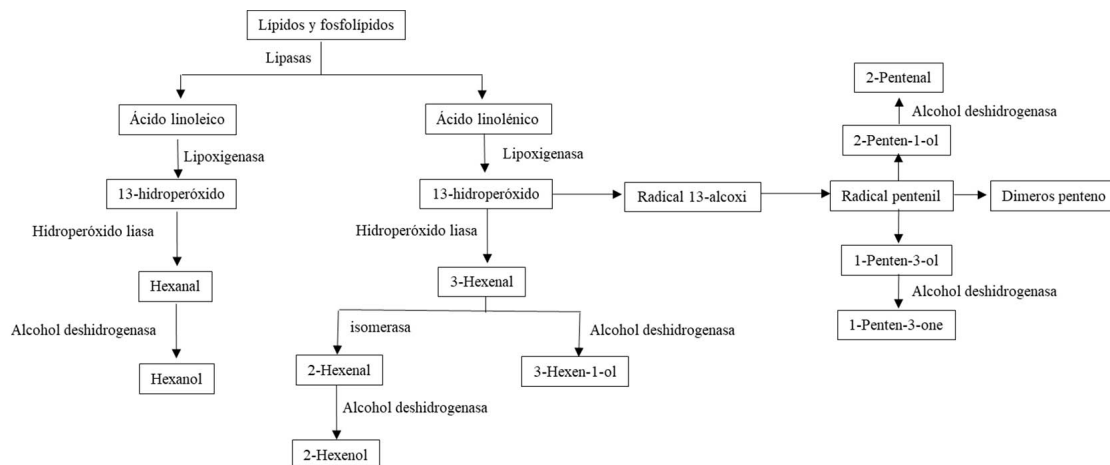 Lípidos y fosfolípidos
Lipasas
2-Pentenal
Alcohol deshidrogenasa
Ácido linoleico
Ácido linolénico
2-Penten-1-ol
Lipoxigenasa
Lipoxigenasa
13-hidroperóxido
13-hidroperóxido
Radical 13-alcoxi
Radical pentenil
Dimeros penteno
Hidroperóxido liasa
Hidroperóxido liasa
1-Penten-3-ol
Hexanal
3-Hexenal
Alcohol deshidrogenasa
1-Penten-3-one
Alcohol deshidrogenasa
isomerasa
Alcohol deshidrogenasa
Hexanol
2-Hexenal
3-Hexen-1-ol
Alcohol deshidrogenasa
2-Hexenol